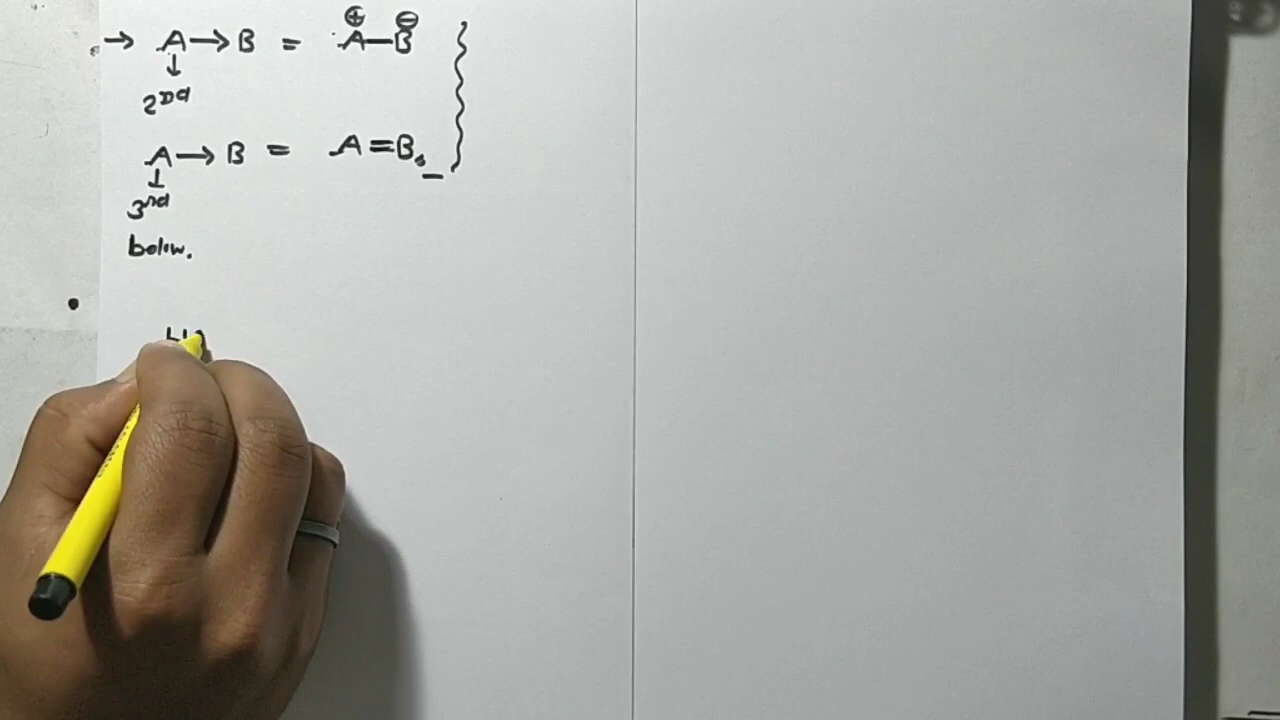 → A → B = A⊕—B⊖
↓
2nd
A → B = A=B.
↓
3rd
below.